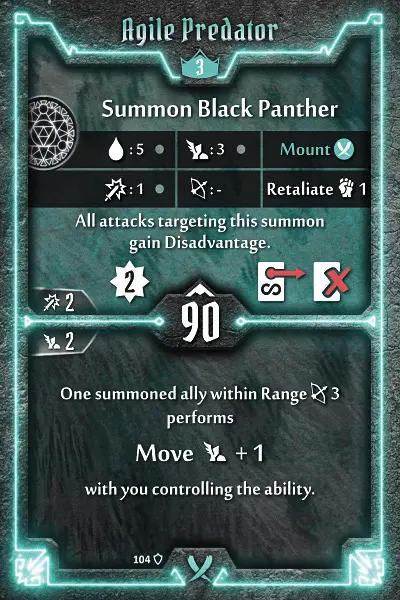 Agile Predator
3
Summon Black Panther
: 5 : 3 Mount
: 1 : - Retaliate 1
All attacks targeting this summon
gain Disadvantage.
2
2
90
2
One summoned ally within Range 3
performs
Move + 1
with you controlling the ability.
104